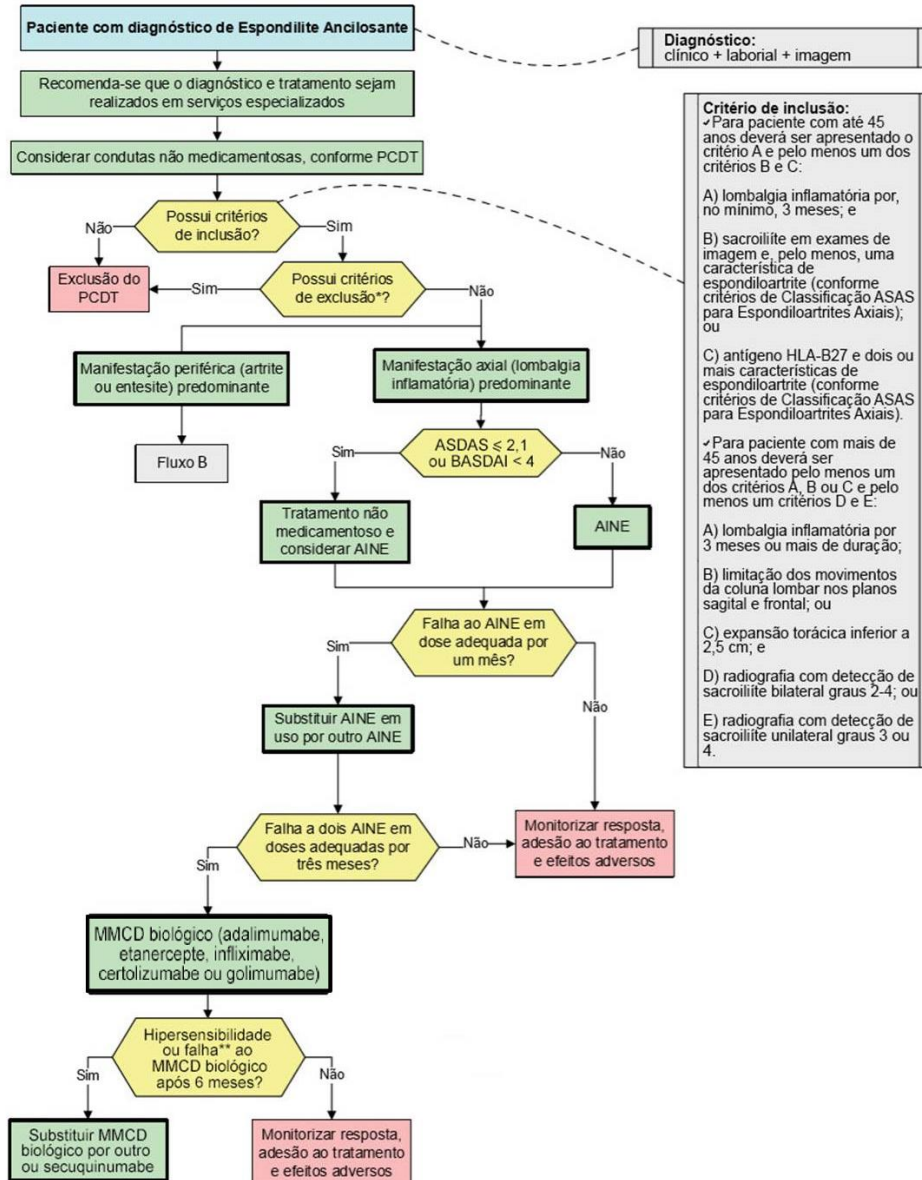 Paciente com diagnóstico de Espondilite Ancilosante
Diagnóstico:
clínico + laborial + imagem
Recomenda-se que o diagnóstico e tratamento sejam
realizados em serviços especializados
Considerar condutas não medicamentosas, conforme PCDT
Possui critérios
de inclusão?
Não
Sim
Exclusão do
PCDT
Sim
Possui critérios
de exclusão*?
Não
Manifestação periférica (artrite
ou entesite) predominante
Manifestação axial (lombalgia
inflamatória) predominante
Fluxo B
ASDAS ⩽ 2,1
ou BASDAI < 4
Sim
Não
Tratamento não
medicamentoso e
considerar AINE
AINE
Falha ao AINE em
dose adequada por
um mês?
Sim
Não
Substituir AINE em
uso por outro AINE
Falha a dois AINE em
doses adequadas por
três meses?
Não
Sim
Monitorizar resposta,
adesão ao tratamento
e efeitos adversos
MMCD biológico (adalimumabe,
etanercepte, infliximabe,
certolizumabe ou golimumabe)
Hipersensibilidade
ou falha** ao
MMCD biológico
após 6 meses?
Sim
Não
Substituir MMCD
biológico por outro
ou secuquinumabe
Monitorizar resposta,
adesão ao tratamento
e efeitos adversos
Critério de inclusão:
✓Para paciente com até 45
anos deverá ser apresentado o
critério A e pelo menos um dos
critérios B e C:
A) lombalgia inflamatória por,
no mínimo, 3 meses; e
B) sacroiliíte em exames de
imagem e, pelo menos, uma
característica de
espondiloartrite (conforme
critérios de Classificação ASAS
para Espondiloartrites Axiais);
ou
C) antígeno HLA-B27 e dois ou
mais características de
espondiloartrite (conforme
critérios de Classificação ASAS
para Espondiloartrites Axiais).
✓Para paciente com mais de
45 anos deverá ser
apresentado pelo menos um
dos critérios A, B ou C e pelo
menos um critérios D e E:
A) lombalgia inflamatória por
3 meses ou mais de duração;
B) limitação dos movimentos
da coluna lombar nos planos
sagital e frontal; ou
C) expansão torácica inferior a
2,5 cm; e
D) radiografia com detecção de
sacroiliíte bilateral graus 2-4; ou
E) radiografia com detecção de
sacroiliíte unilateral graus 3 ou
4.